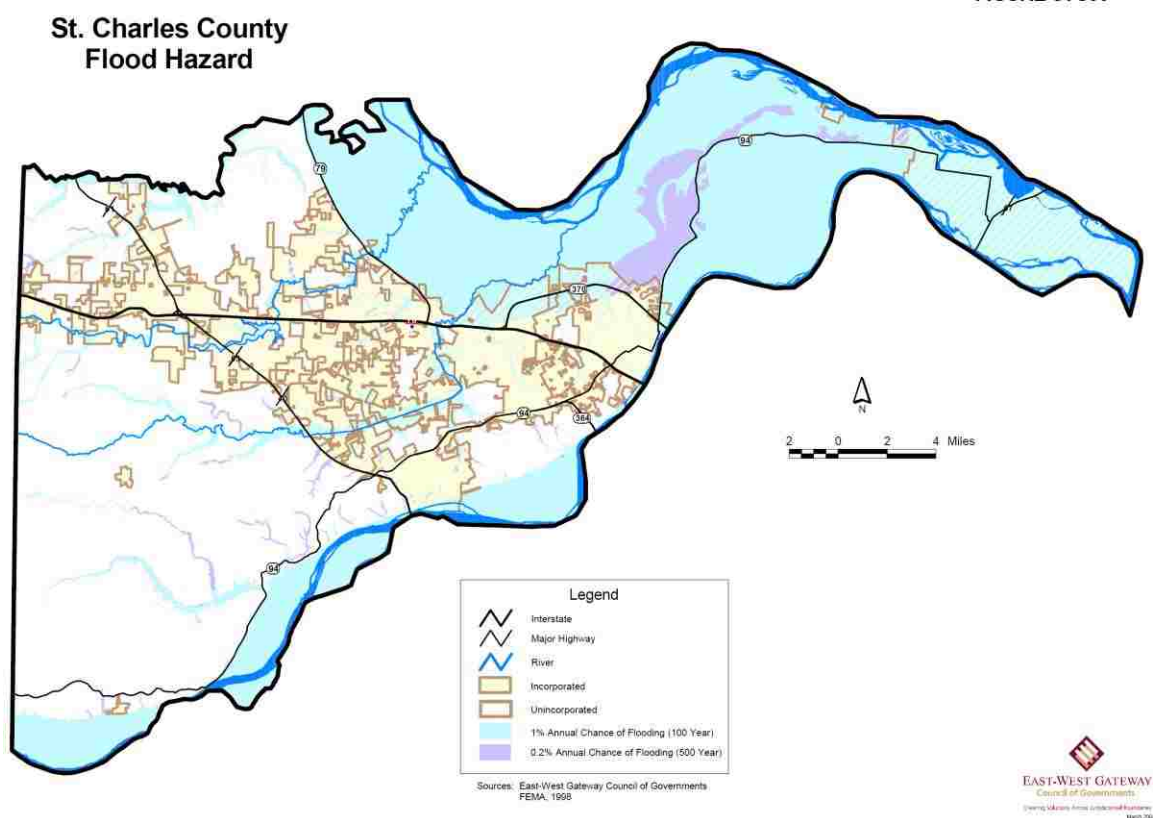 St. Charles County
Flood Hazard
79
94
370
94
364
94
N
2 0 2 4 Miles
Legend
Interstate
Major Highway
River
Incorporated
Unincorporated
1% Annual Chance of Flooding (100 Year)
0.2% Annual Chance of Flooding (500 Year)
Sources: East-West Gateway Council of Governments
FEMA, 1998
EAST-WEST GATEWAY
Council of Governments